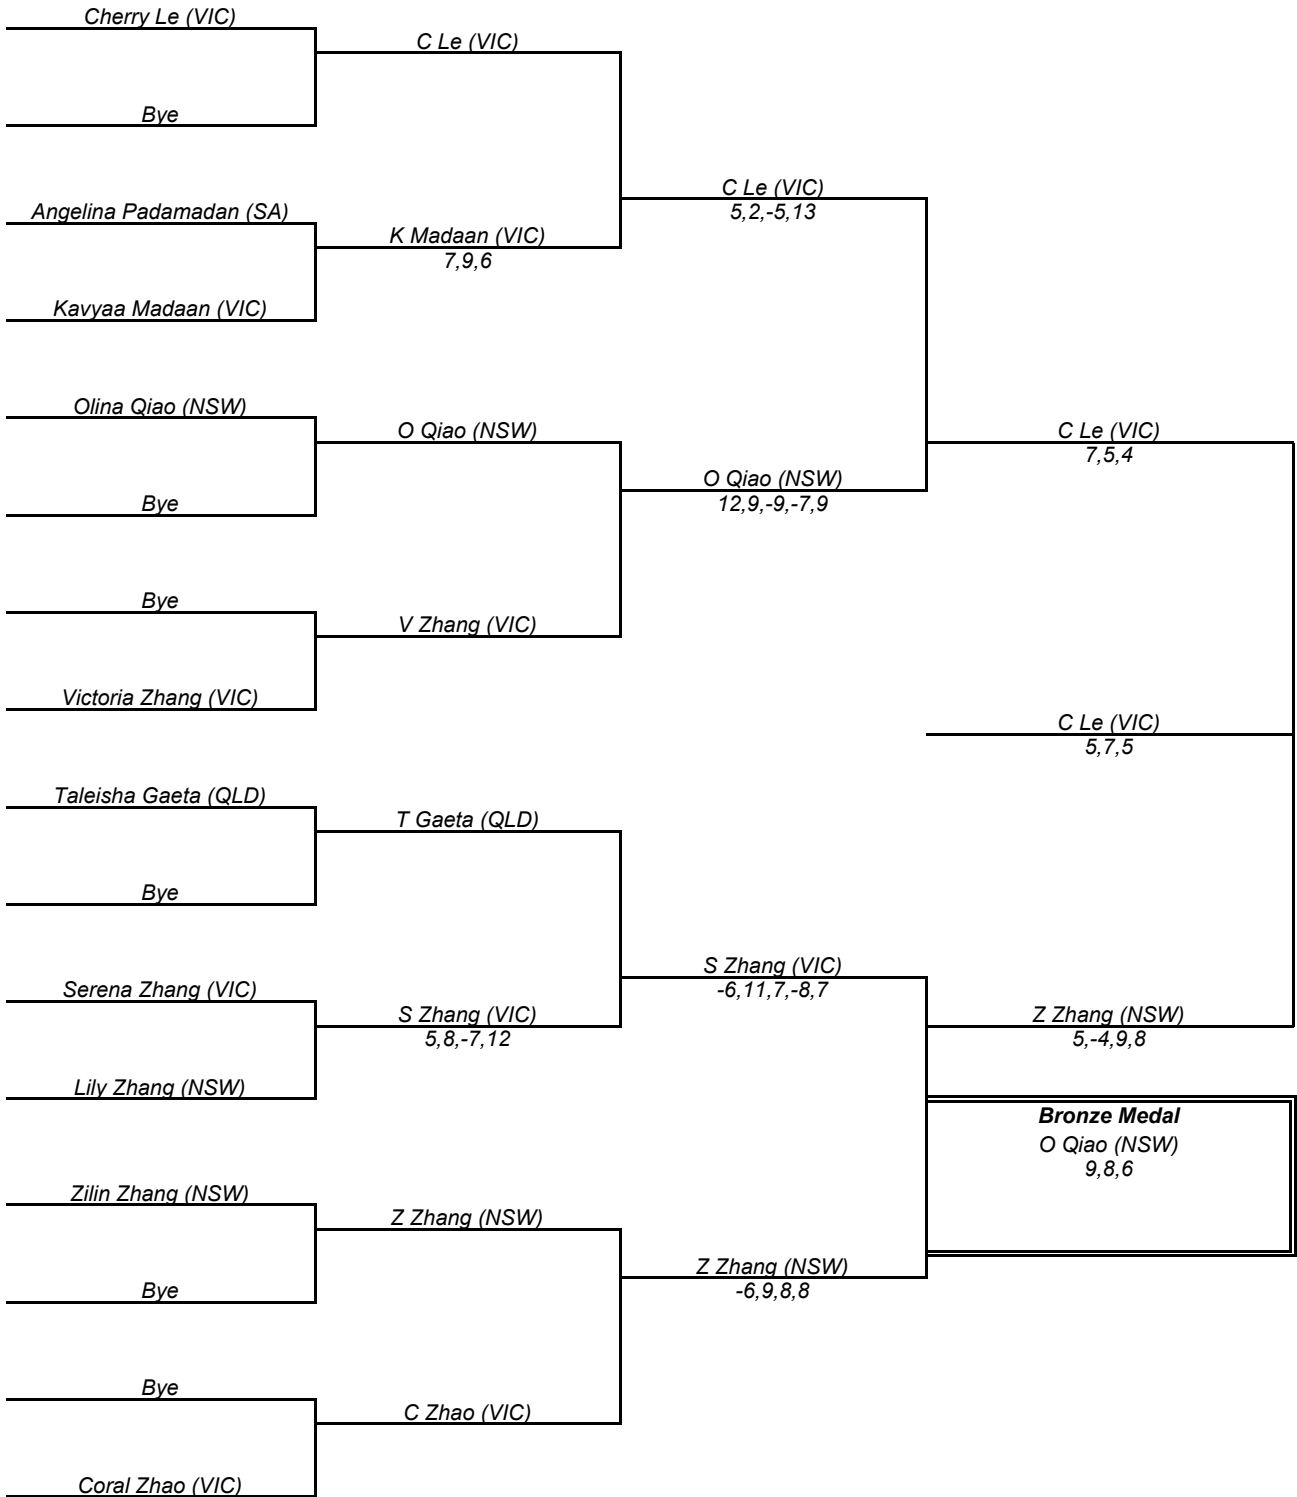 Cherry Le (VIC)
C Le (VIC)
Bye
C Le (VIC)
5,2,-5,13
Angelina Padamadan (SA)
K Madaan (VIC)
7,9,6
Kavyaa Madaan (VIC)
Olina Qiao (NSW)
O Qiao (NSW)
C Le (VIC)
7,5,4
O Qiao (NSW)
12,9,-9,-7,9
Bye
Bye
V Zhang (VIC)
Victoria Zhang (VIC)
C Le (VIC)
5,7,5
Taleisha Gaeta (QLD)
T Gaeta (QLD)
Bye
S Zhang (VIC)
-6,11,7,-8,7
Serena Zhang (VIC)
S Zhang (VIC)
5,8,-7,12
Z Zhang (NSW)
5,-4,9,8
Lily Zhang (NSW)
Bronze Medal
O Qiao (NSW)
9,8,6
Zilin Zhang (NSW)
Z Zhang (NSW)
Z Zhang (NSW)
-6,9,8,8
Bye
Bye
C Zhao (VIC)
Coral Zhao (VIC)